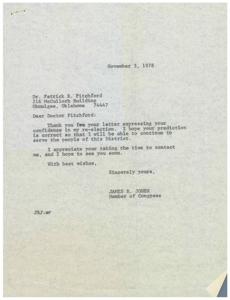 November 3, 1978
Dr. Patrick E. Pitchford
216 McCulloch Building
Okmulgee, Oklahoma 74447
Dear Doctor Pitchford:
Thank you for your letter expressing your
confidence in my re-election. I hope your prediction
is correct so that I will be able to continue to
serve the people of this District.
I appreciate your taking the time to contact
me, and I hope to see you soon.
With best wishes,
Sincerely yours,
JAMES R. JONES
Member of Congress
JRJ: